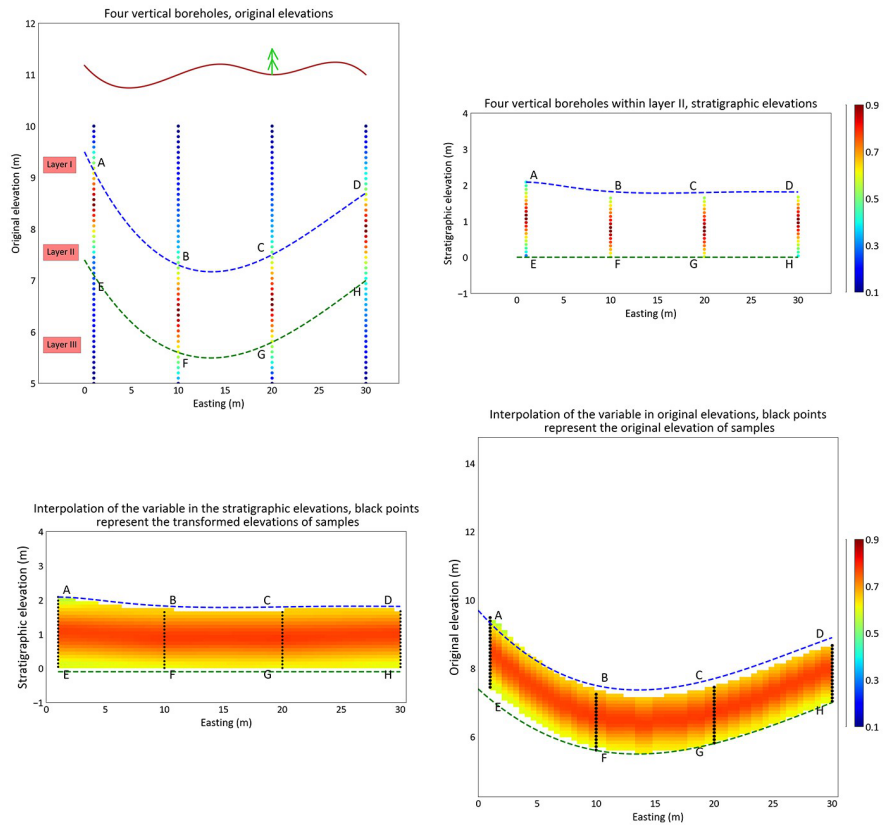 Four vertical boreholes, original elevations
12
11
10
9
8
7
6
5
Original elevation (m)
Layer I
Layer II
Layer III
A
B
C
D
E
F
G
H
0 5 10 15 20 25 30
Easting (m)
Four vertical boreholes within layer II, stratigraphic elevations
4
3
2
1
0
−1
Stratigraphic elevation (m)
A
B
C
D
E
F
G
H
0 5 10 15 20 25 30
Easting (m)
0.9
0.7
0.5
0.3
0.1
Interpolation of the variable in the stratigraphic elevations, black points
represent the transformed elevations of samples
4
3
2
1
0
−1
Stratigraphic elevation (m)
A
B
C
D
E
F
G
H
0 5 10 15 20 25 30
Easting (m)
Interpolation of the variable in original elevations, black points
represent the original elevation of samples
14
12
10
8
6
Original elevation (m)
A
B
C
D
E
F
G
H
0 5 10 15 20 25 30
Easting (m)
0.9
0.7
0.5
0.3
0.1